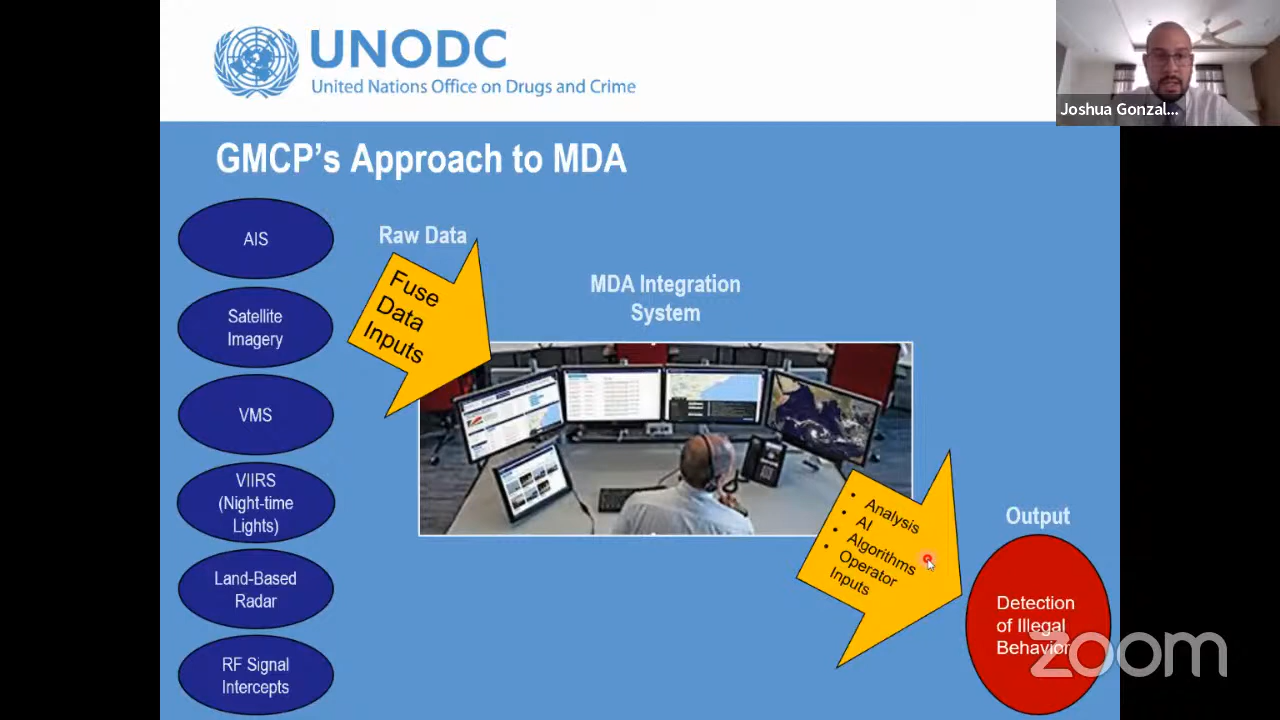 UNODC
United Nations Office on Drugs and Crime
Joshua Gonzal...
GMCP's Approach to MDA
AIS
Satellite
Imagery
VMS
VIIRS
(Night-time
Lights)
Land-Based
Radar
RF Signal
Intercepts
Raw Data
Fuse
Data
Inputs
MDA Integration
System
• Analysis
• AI
• Algorithms
• Operator
Inputs
Output
Detection
of Illegal
Behavior
zoom